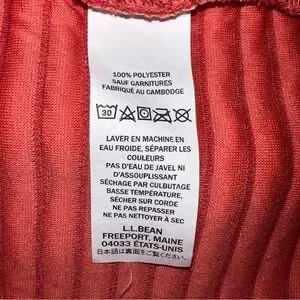 100% POLYESTER
SAUF GARNITURES
FABRIQUÉ AU CAMBODGE
30
LAVER EN MACHINE EN
EAU FROIDE, SÉPARER LES
COULEURS
PAS D'EAU DE JAVEL NI
D'ASSOUPLISSANT
SÉCHAGE PAR CULBUTAGE
BASSE TEMPÉRATURE,
SÉCHER SUR CORDE
NE PAS REPASSER
NE PAS NETTOYER À SEC
L.L.BEAN
FREEPORT, MAINE
04033 ÉTATS-UNIS
日本語は裏面をご覧ください。